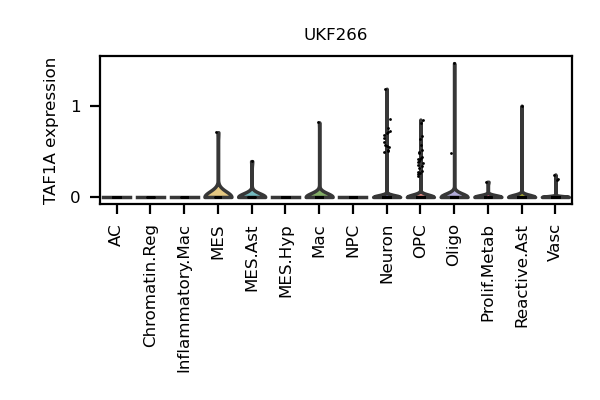 UKF266
TAF1A expression
1
0
AC
Chromatin.Reg
Inflammatory.Mac
MES
MES.Ast
MES.Hyp
Mac
NPC
Neuron
OPC
Oligo
Prolif.Metab
Reactive.Ast
Vasc